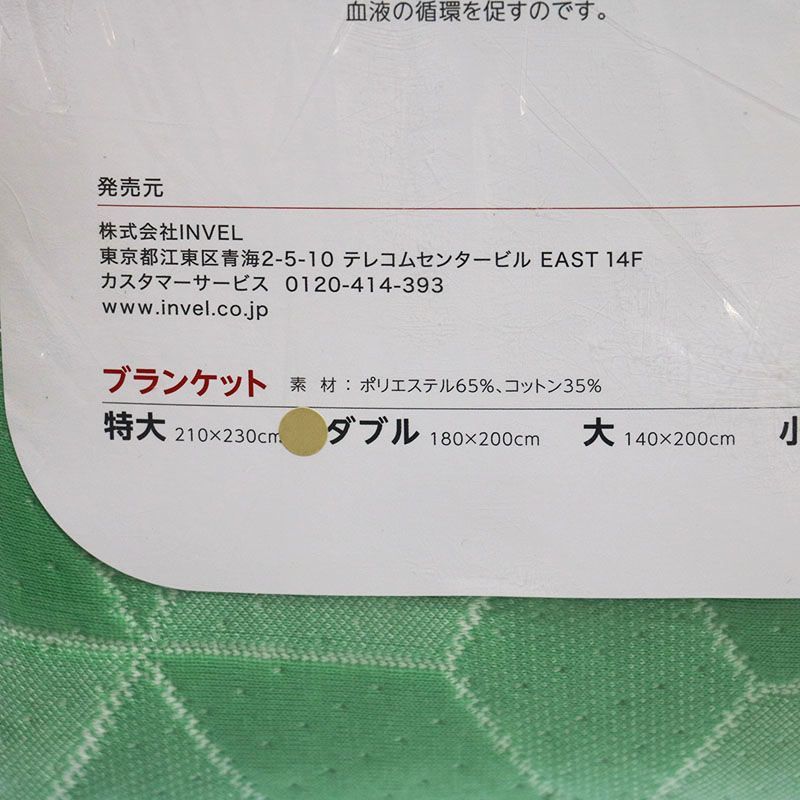 血液の循環を促すのです。
発売元
株式会社INVEL
東京都江東区青海2-5-10 テレコムセンタービル EAST 14F
カスタマーサービス 0120-414-393
www.invel.co.jp
ブランケット 素 材：ポリエステル65%、コットン35%
特大 210×230cm ダブル 180×200cm 大 140×200cm 小